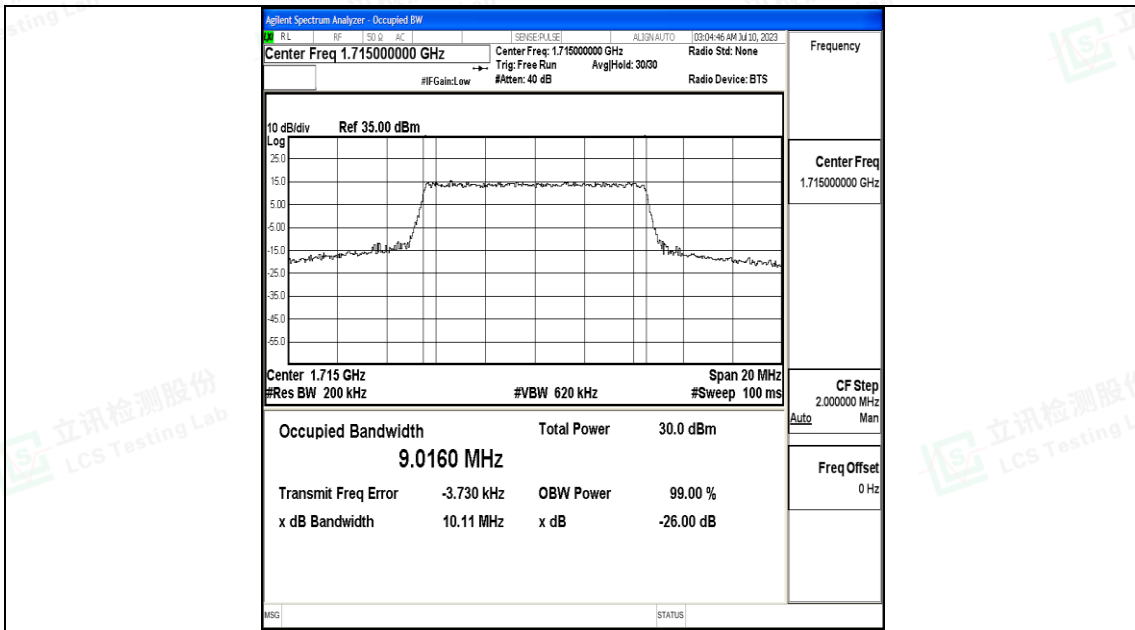 Agilent Spectrum Analyzer - Occupied BW
RL RF 50 Ω AC SENSE:PULSE ALIGN AUTO 03:04:46 AM Jul 10, 2023
Center Freq 1.715000000 GHz
Center Freq: 1.715000000 GHz
Radio Std: None
Trig: Free Run Avg|Hold: 30/30
#IFGain:Low #Atten: 40 dB Radio Device: BTS
Frequency
10 dB/div Ref 35.00 dBm
Log
25.0
15.0
5.00
-5.00
-15.0
-25.0
-35.0
-45.0
-55.0
Center Freq
1.715000000 GHz
Center 1.715 GHz Span 20 MHz
#Res BW 200 kHz #VBW 620 kHz #Sweep 100 ms
CF Step
2.000000 MHz
Auto Man
Occupied Bandwidth Total Power 30.0 dBm
9.0160 MHz
Transmit Freq Error -3.730 kHz OBW Power 99.00 %
x dB Bandwidth 10.11 MHz x dB -26.00 dB
Freq Offset
0 Hz
MSG STATUS
立讯检测股份
LCS Testing Lab
立讯检测股份
LCS Testing L